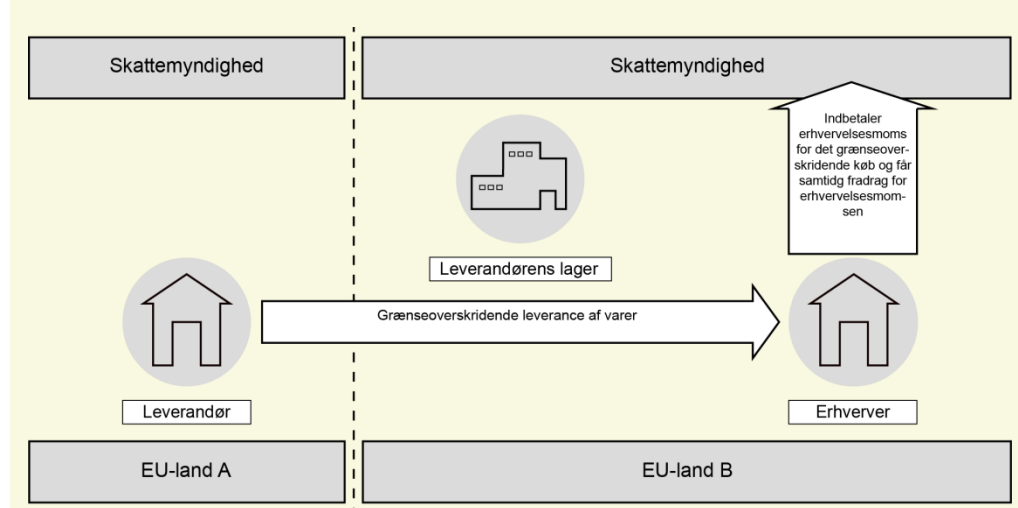 Skattemyndighed
Skattemyndighed
Indbetaler
erhvervelsesmoms
for det grænseover-
skridende køb og får
samtidg fradrag for
erhvervelsesmom-
sen
Leverandørens lager
Grænseoverskridende leverance af varer
Leverandør
Erhverver
EU-land A
EU-land B